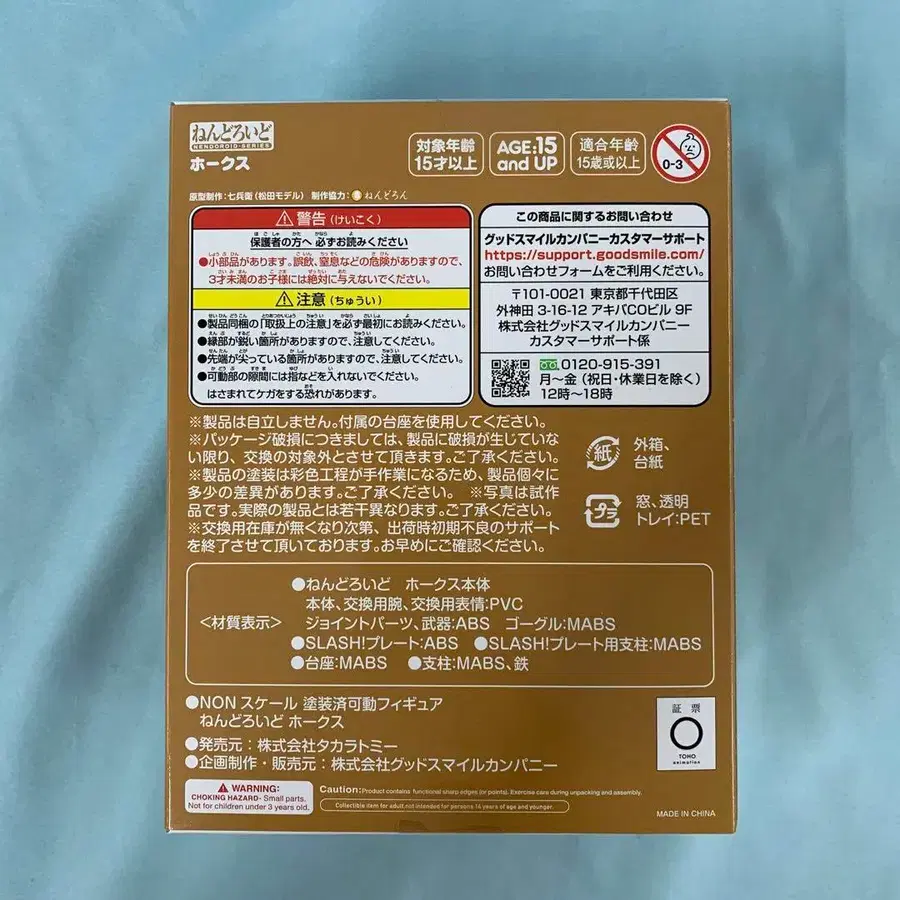 ねんどろいど
NENDOROID-SERIES
ホークス
対象年齢
15才以上
AGE:15
and UP
適合年齢
15歳或以上
0-3
原型制作：七兵衛（松田モデル） 制作協力： ねんどろん
警告（けいこく）
保護者の方へ 必ずお読みください
●小部品があります。誤飲、窒息などの危険がありますので、
3才未満のお子様には絶対に与えないでください。
注意（ちゅうい）
●製品同梱の「取扱上の注意」を必ず最初にお読みください。
●縁部が鋭い箇所がありますので、注意してください。
●先端が尖っている箇所がありますので、注意してください。
●可動部の隙間には指などを入れないでください。
はさまれてケガをする恐れがあります。
この商品に関するお問い合わせ
グッドスマイルカンパニーカスタマーサポート
https://support.goodsmile.com/
お問い合わせフォームをご利用ください。
〒101-0021 東京都千代田区
外神田 3-16-12 アキバCOビル 9F
株式会社グッドスマイルカンパニー
カスタマーサポート係
0120-915-391
月～金（祝日・休業日を除く）
12時～18時
※製品は自立しません。付属の台座を使用してください。
※パッケージ破損につきましては、製品に破損が生じていな
い限り、交換の対象外とさせて頂きます。ご了承ください。
※製品の塗装は彩色工程が手作業になるため、製品個々に
多少の差異があります。ご了承ください。 ※写真は試作
品です。実際の製品とは若干異なります。ご了承ください。
※交換用在庫が無くなり次第、出荷時初期不良のサポート
を終了させて頂いております。お早めにご確認ください。
紙
外箱、
台紙
プラ
窓、透明
トレイ:PET
＜材質表示＞
●ねんどろいど ホークス本体
本体、交換用腕、交換用表情:PVC
ジョイントパーツ、武器:ABS ゴーグル:MABS
●SLASH!プレート:ABS ●SLASH!プレート用支柱:MABS
●台座:MABS ●支柱:MABS、鉄
●NONスケール 塗装済可動フィギュア
ねんどろいど ホークス
●発売元：株式会社タカラトミー
●企画制作・販売元：株式会社グッドスマイルカンパニー
証 票
TOHO
animation
WARNING:
CHOKING HAZARD- Small parts.
Not for children under 3 years old.
Caution:Product contains functional sharp edges (or points). Exercise care during unpacking and assembly.
Collectible item for adult,not intended for persons 14 years of age and younger.
MADE IN CHINA